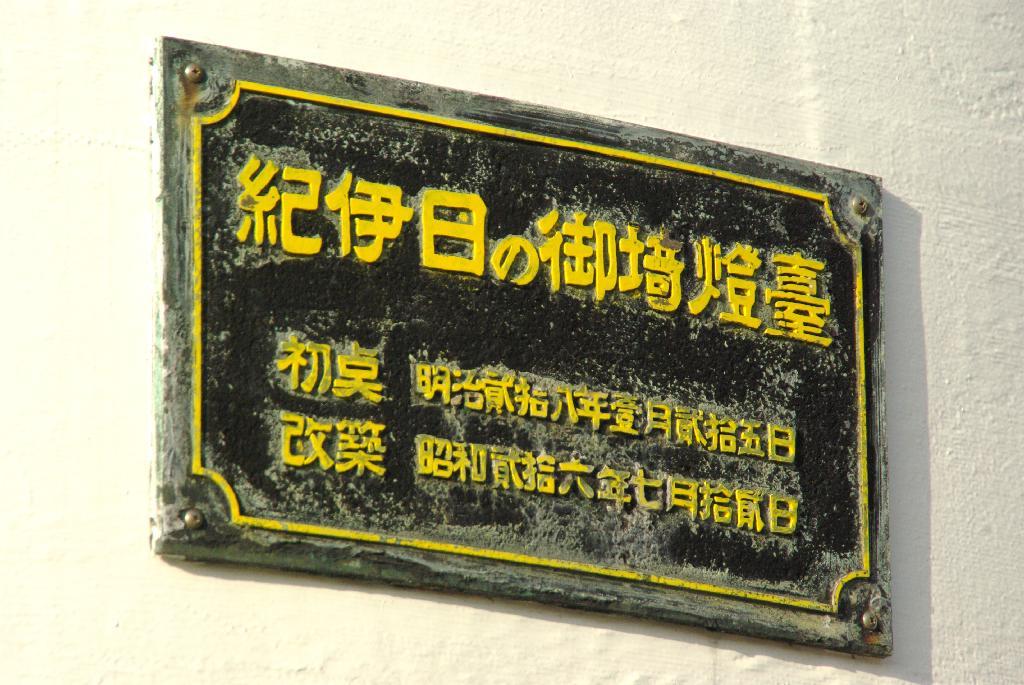 紀伊日の御埼燈臺
初点 明治貳拾八年壹月貳拾五日
改築 昭和貳拾六年七月拾貳日